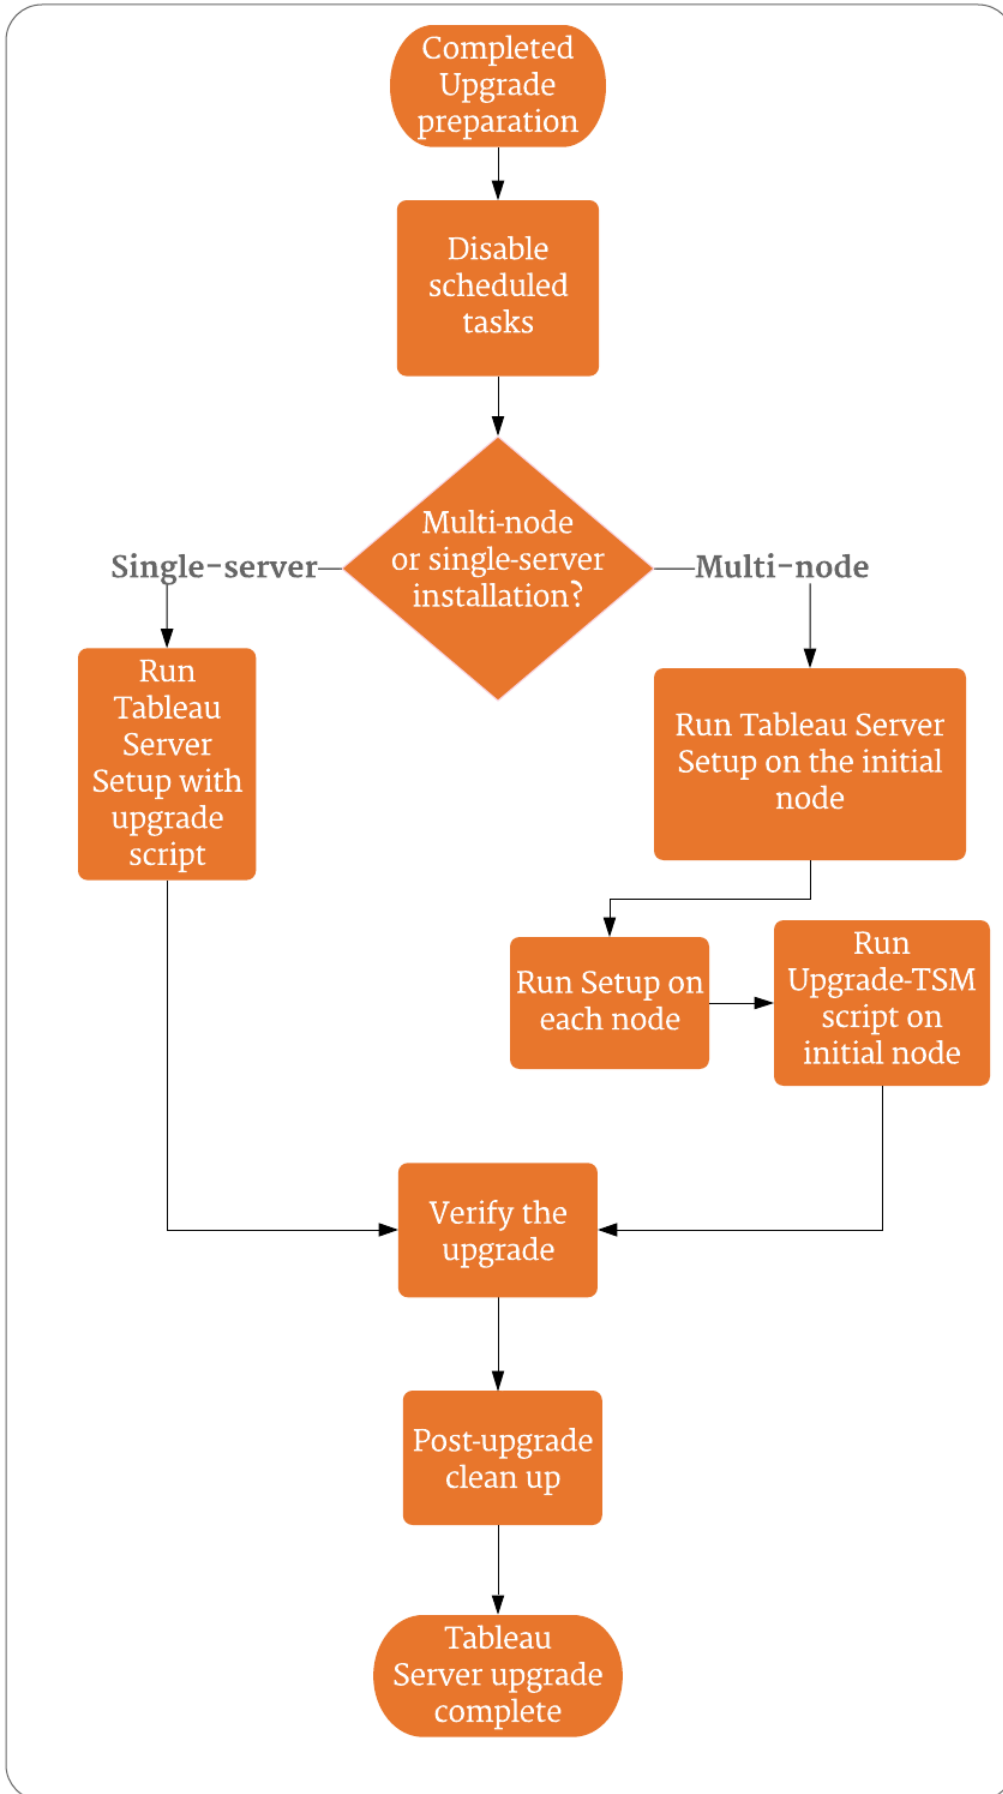 Completed
Upgrade
preparation
Disable
scheduled
tasks
Multi-node
or single-server
installation?
Single-server
Multi-node
Run
Tableau
Server
Setup with
upgrade
script
Run Tableau Server
Setup on the initial
node
Run Setup on
each node
Run
Upgrade-TSM
script on
initial node
Verify the
upgrade
Post-upgrade
clean up
Tableau
Server upgrade
complete